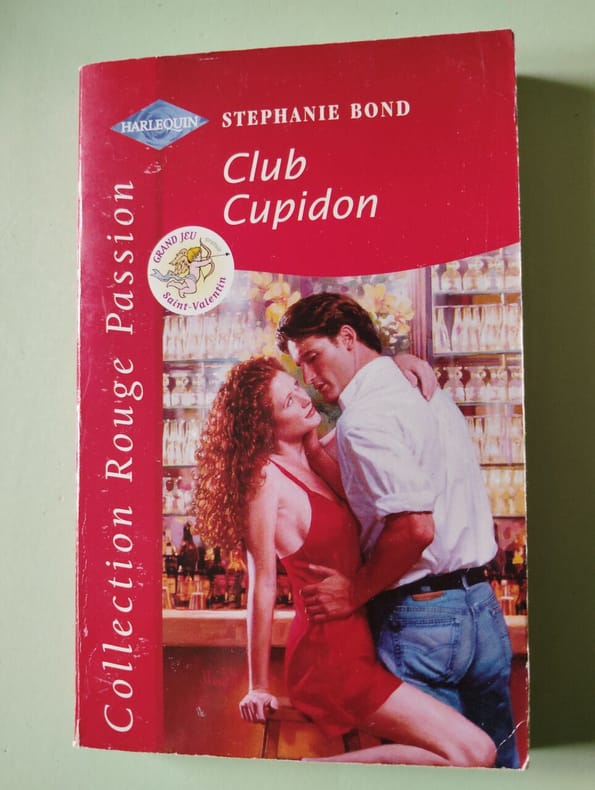 HARLEQUIN
STEPHANIE BOND
Club
Cupidon
GRAND JEU
Saint-Valentin
Collection Rouge Passion